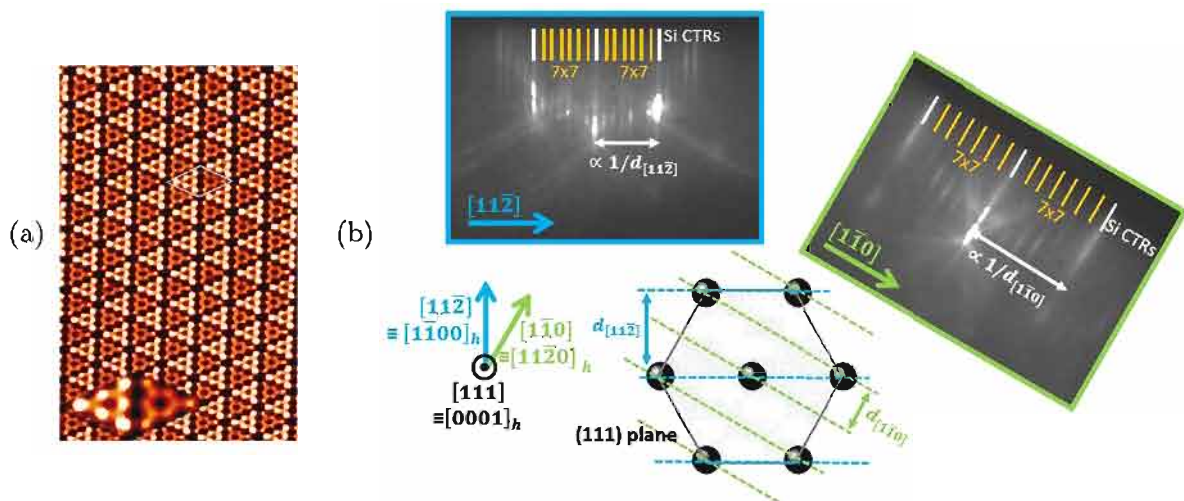 (a)
(b)
Si CTRs
7x7 7x7
∝ 1/d[112̄]
[112̄]
7x7
7x7
Si CTRs
∝ 1/d[11̄0]
[11̄0]
[112̄]
≡[11̄00]h
[11̄0]
≡[112̄0]h
[111]
≡[0001]h
d[112̄]
d[11̄0]
(111) plane